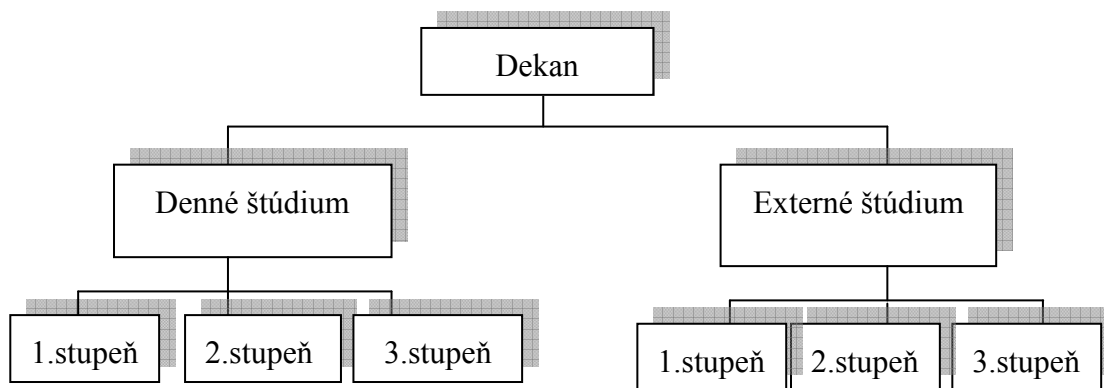 Dekan
Denné štúdium
Externé štúdium
1.stupeň
2.stupeň
3.stupeň
1.stupeň
2.stupeň
3.stupeň